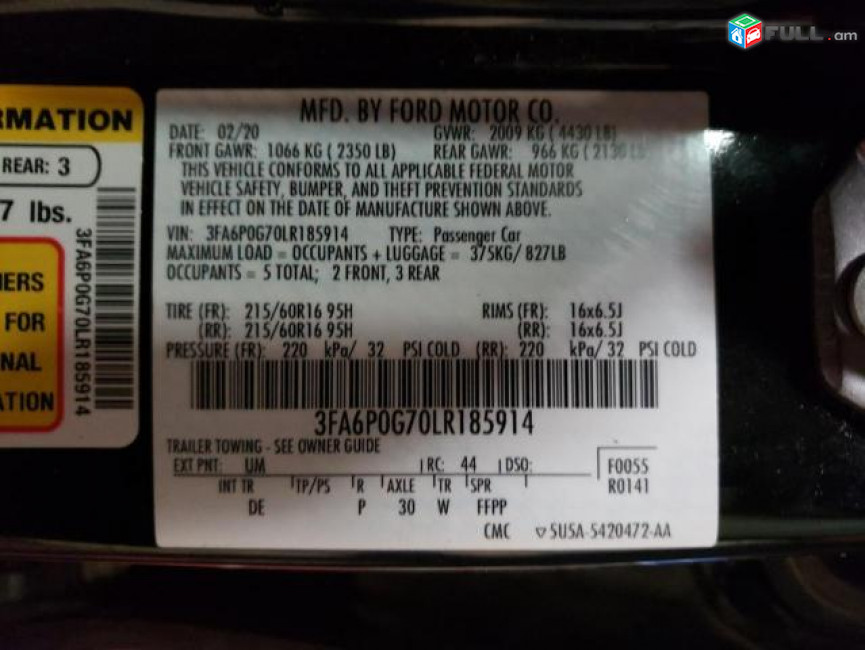 FULL.am
RMATION
REAR: 3
7 lbs.
3FA6P0G70LR185914
NERS
FOR
NAL
ATION
MFD. BY FORD MOTOR CO.
DATE: 02/20 GVWR: 2009 KG ( 4430 LB)
FRONT GAWR: 1066 KG ( 2350 LB) REAR GAWR: 966 KG ( 2130 LB
THIS VEHICLE CONFORMS TO ALL APPLICABLE FEDERAL MOTOR
VEHICLE SAFETY, BUMPER, AND THEFT PREVENTION STANDARDS
IN EFFECT ON THE DATE OF MANUFACTURE SHOWN ABOVE.
VIN: 3FA6P0G70LR185914 TYPE: Passenger Car
MAXIMUM LOAD = OCCUPANTS + LUGGAGE = 375KG/ 827LB
OCCUPANTS = 5 TOTAL; 2 FRONT, 3 REAR
TIRE (FR): 215/60R16 95H RIMS (FR): 16x6.5J
(RR): 215/60R16 95H (RR): 16x6.5J
PRESSURE (FR): 220 kPa/ 32 PSI COLD (RR): 220 kPa/ 32 PSI COLD
3FA6P0G70LR185914
TRAILER TOWING - SEE OWNER GUIDE
EXT PNT: UM RC: 44 DSO: F0055
INT TR TP/PS R AXLE TR SPR R0141
DE P 30 W FFPP
CMC ▽SU5A-5420472-AA